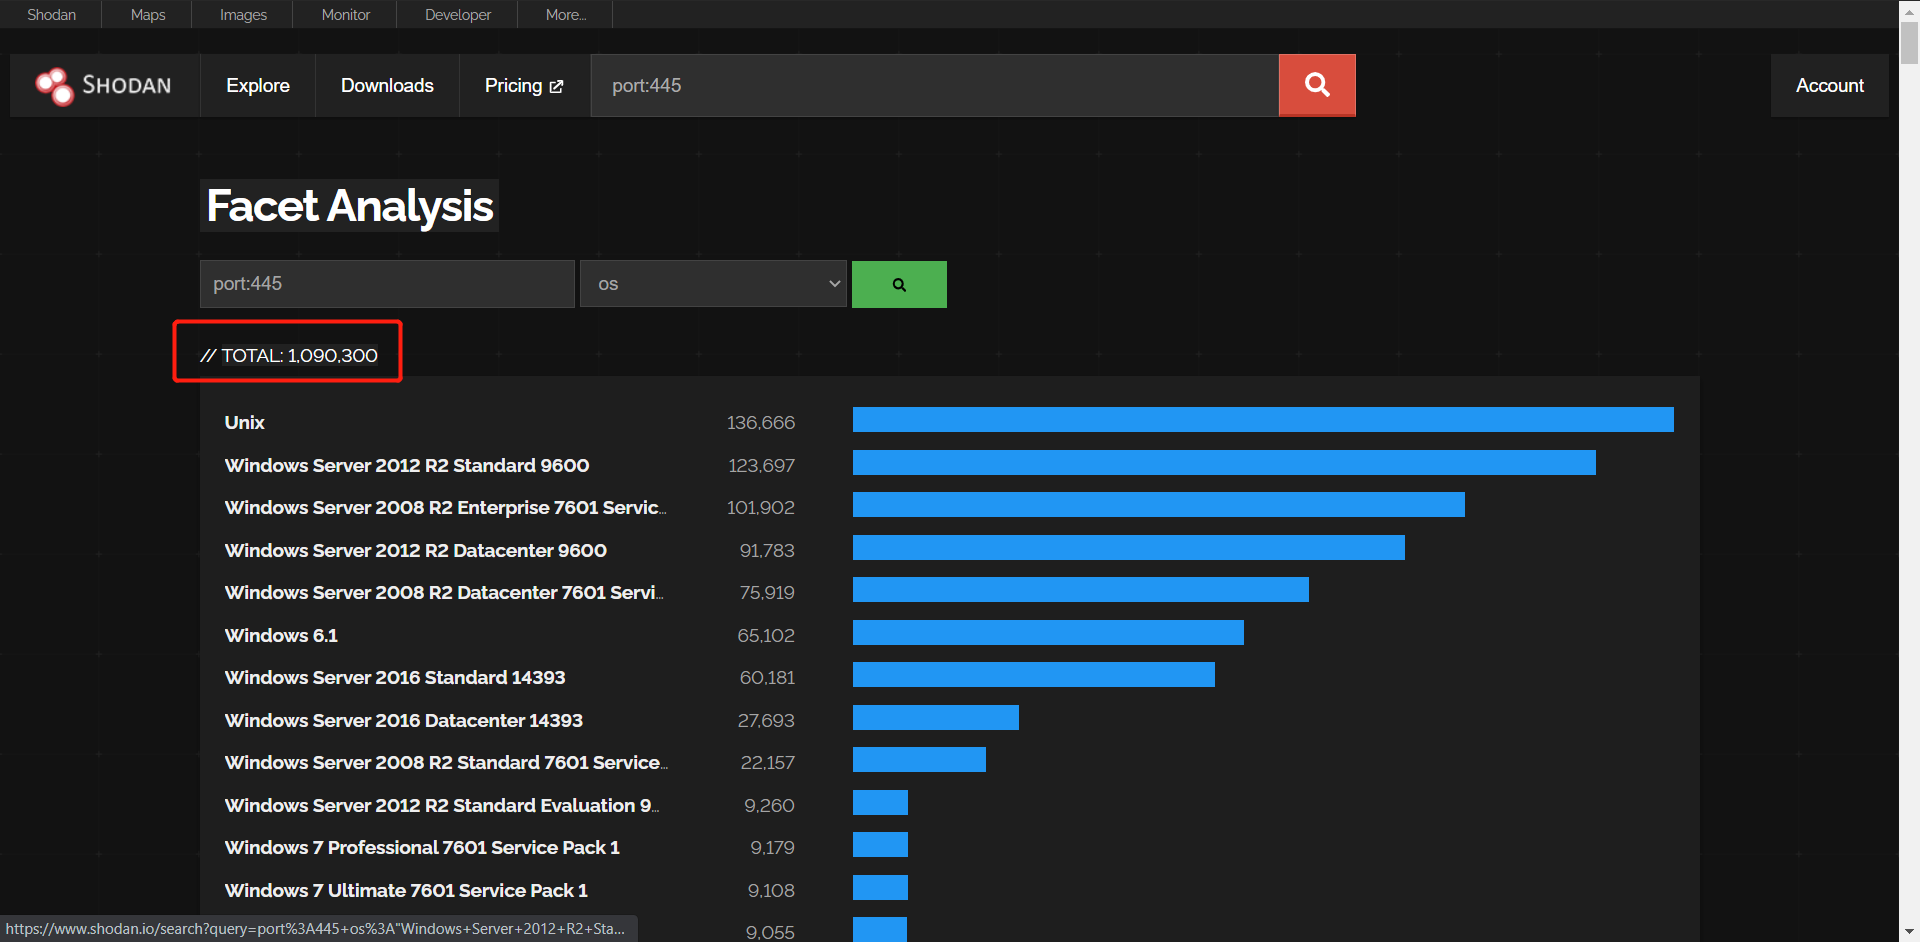 Shodan Maps Images Monitor Developer More...
SHODAN Explore Downloads Pricing port:445 Account
Facet Analysis
port:445 os
// TOTAL: 1,090,300
Unix 136,666
Windows Server 2012 R2 Standard 9600 123,697
Windows Server 2008 R2 Enterprise 7601 Servic... 101,902
Windows Server 2012 R2 Datacenter 9600 91,783
Windows Server 2008 R2 Datacenter 7601 Servi... 75,919
Windows 6.1 65,102
Windows Server 2016 Standard 14393 60,181
Windows Server 2016 Datacenter 14393 27,693
Windows Server 2008 R2 Standard 7601 Service... 22,157
Windows Server 2012 R2 Standard Evaluation 9... 9,260
Windows 7 Professional 7601 Service Pack 1 9,179
Windows 7 Ultimate 7601 Service Pack 1 9,108
9,055
https://www.shodan.io/search?query=port%3A445+os%3A"Windows+Server+2012+R2+Sta...